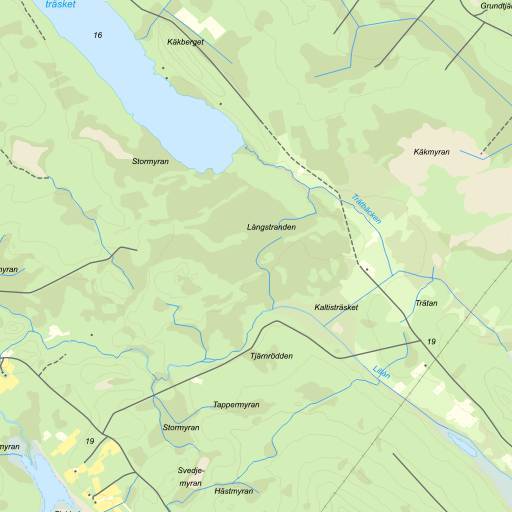 träsket
Grundtjä
16
Käkberget
Käkmyran
Stormyran
Trätbäcken
Långstranden
myran
Kaltisträsket
Trätan
19
Tjärnrödden
Lillån
Tappermyran
Stormyran
19
myran
Svedje-
myran
Hästmyran